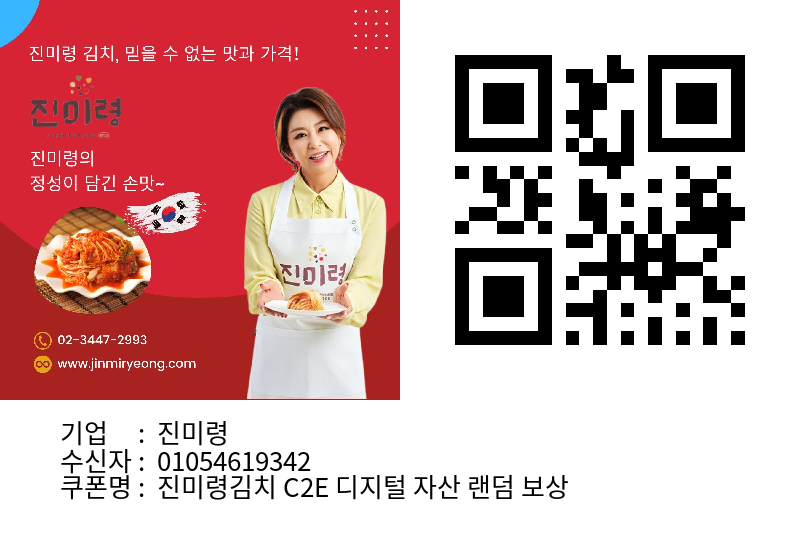 진미령 김치, 믿을 수 없는 맛과 가격!
진미령
진미령의
정성이 담긴 손맛~
진미령
02-3447-2993
www.jinmiryeong.com
기업 : 진미령
수신자 : 01054619342
쿠폰명 : 진미령김치 C2E 디지털 자산 랜덤 보상